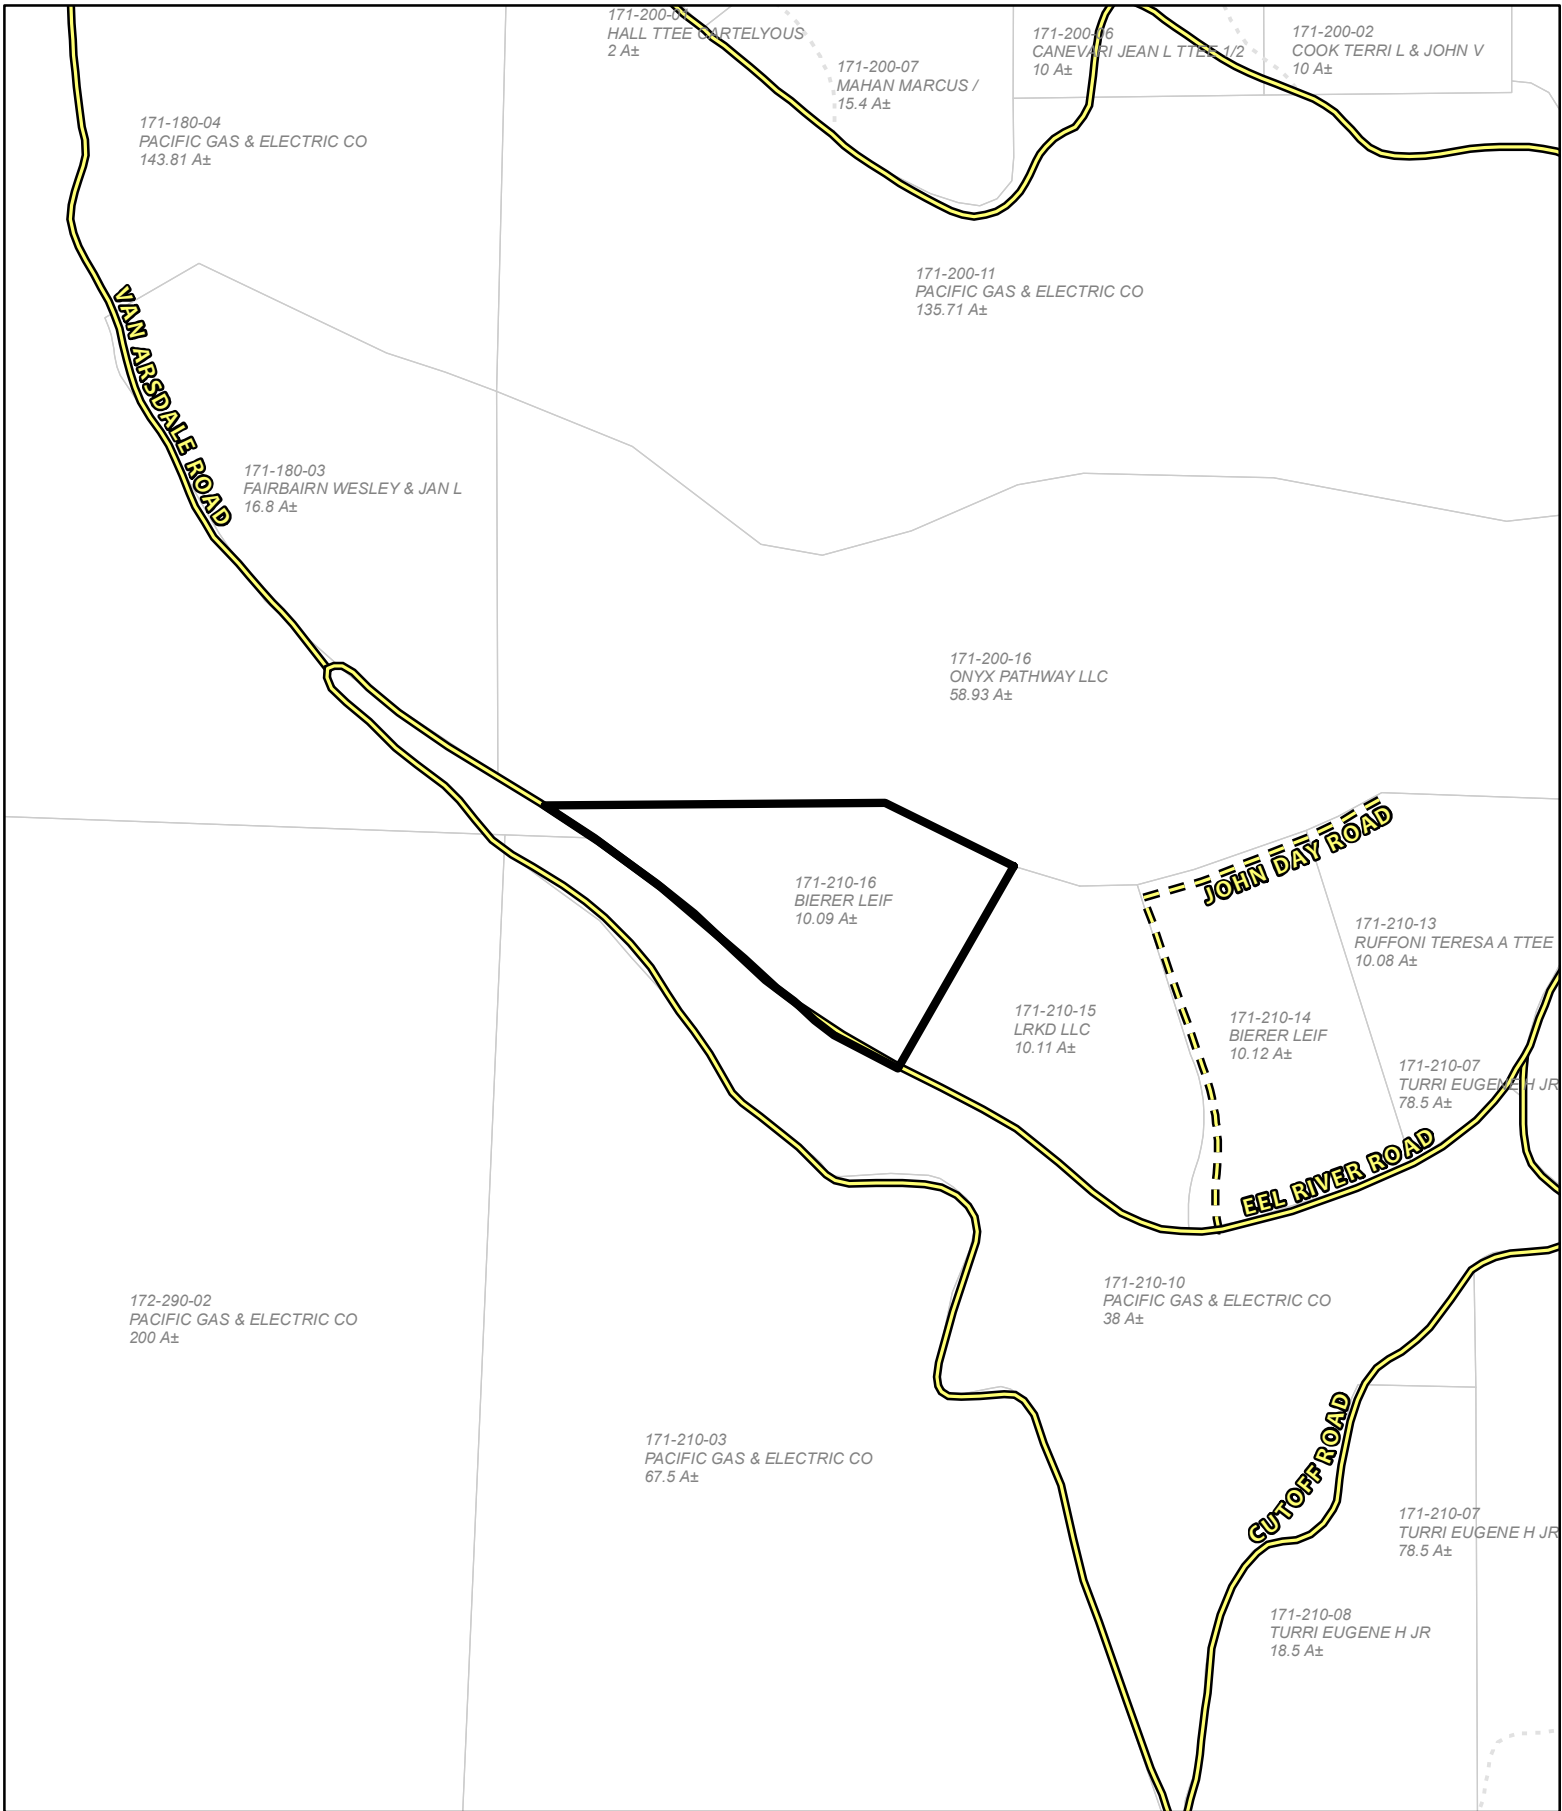 171-200-01
HALL TTEE CARTELYOUS
2 A±
171-200-07
MAHAN MARCUS /
15.4 A±
171-200-06
CANEVARI JEAN L TTEE 1/2
10 A±
171-200-02
COOK TERRI L & JOHN V
10 A±
171-180-04
PACIFIC GAS & ELECTRIC CO
143.81 A±
171-200-11
PACIFIC GAS & ELECTRIC CO
135.71 A±
VAN ARSDALE ROAD
171-180-03
FAIRBAIRN WESLEY & JAN L
16.8 A±
171-200-16
ONYX PATHWAY LLC
58.93 A±
JOHN DAY ROAD
171-210-16
BIERER LEIF
10.09 A±
171-210-13
RUFFONI TERESA A TTEE
10.08 A±
171-210-15
LRKD LLC
10.11 A±
171-210-14
BIERER LEIF
10.12 A±
171-210-07
TURRI EUGENE H JR
78.5 A±
EEL RIVER ROAD
172-290-02
PACIFIC GAS & ELECTRIC CO
200 A±
171-210-10
PACIFIC GAS & ELECTRIC CO
38 A±
171-210-03
PACIFIC GAS & ELECTRIC CO
67.5 A±
CUTOFF ROAD
171-210-07
TURRI EUGENE H JR
78.5 A±
171-210-08
TURRI EUGENE H JR
18.5 A±